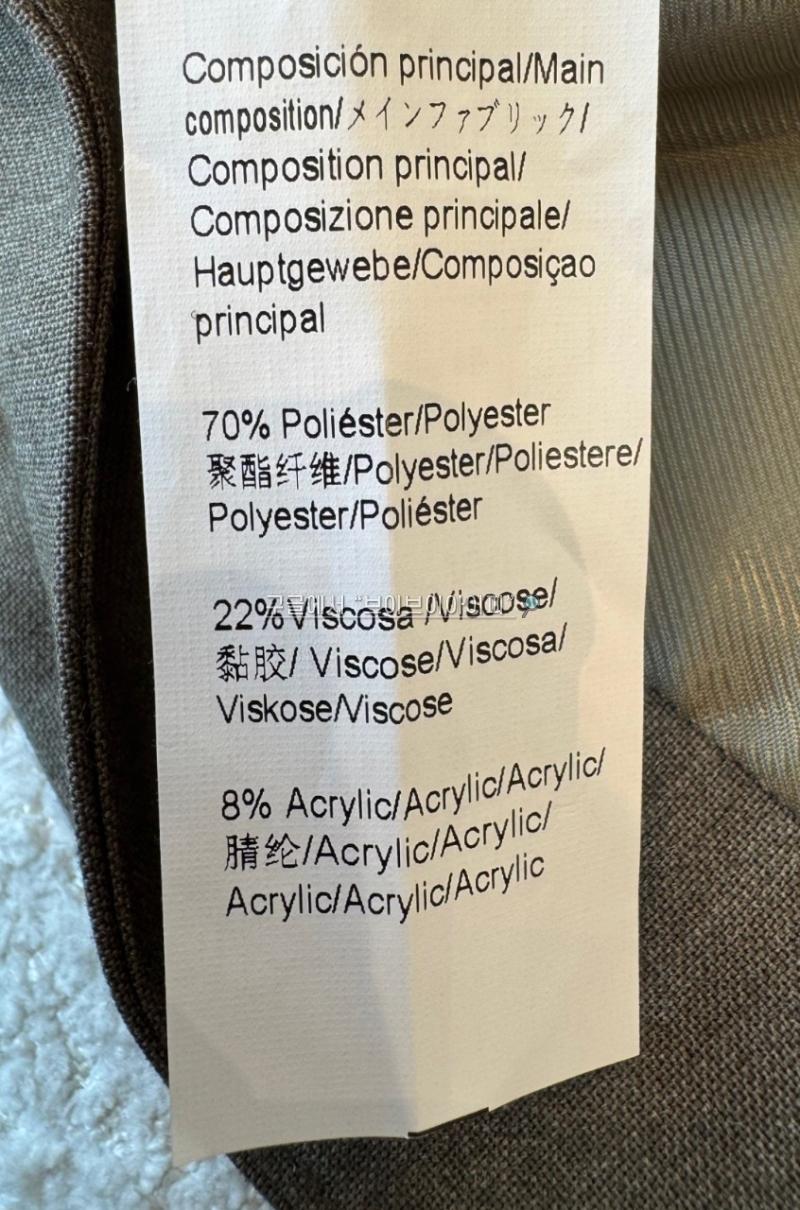 Composición principal/Main
composition/メインファブリック/
Composition principal/
Composizione principale/
Hauptgewebe/Composiçao
principal
70% Poliéster/Polyester
聚酯纤维/Polyester/Poliestere/
Polyester/Poliéster
22%Viscosa /Viscose/
黏胶/ Viscose/Viscosa/
Viskose/Viscose
8% Acrylic/Acrylic/Acrylic/
腈纶/Acrylic/Acrylic/
Acrylic/Acrylic/Acrylic